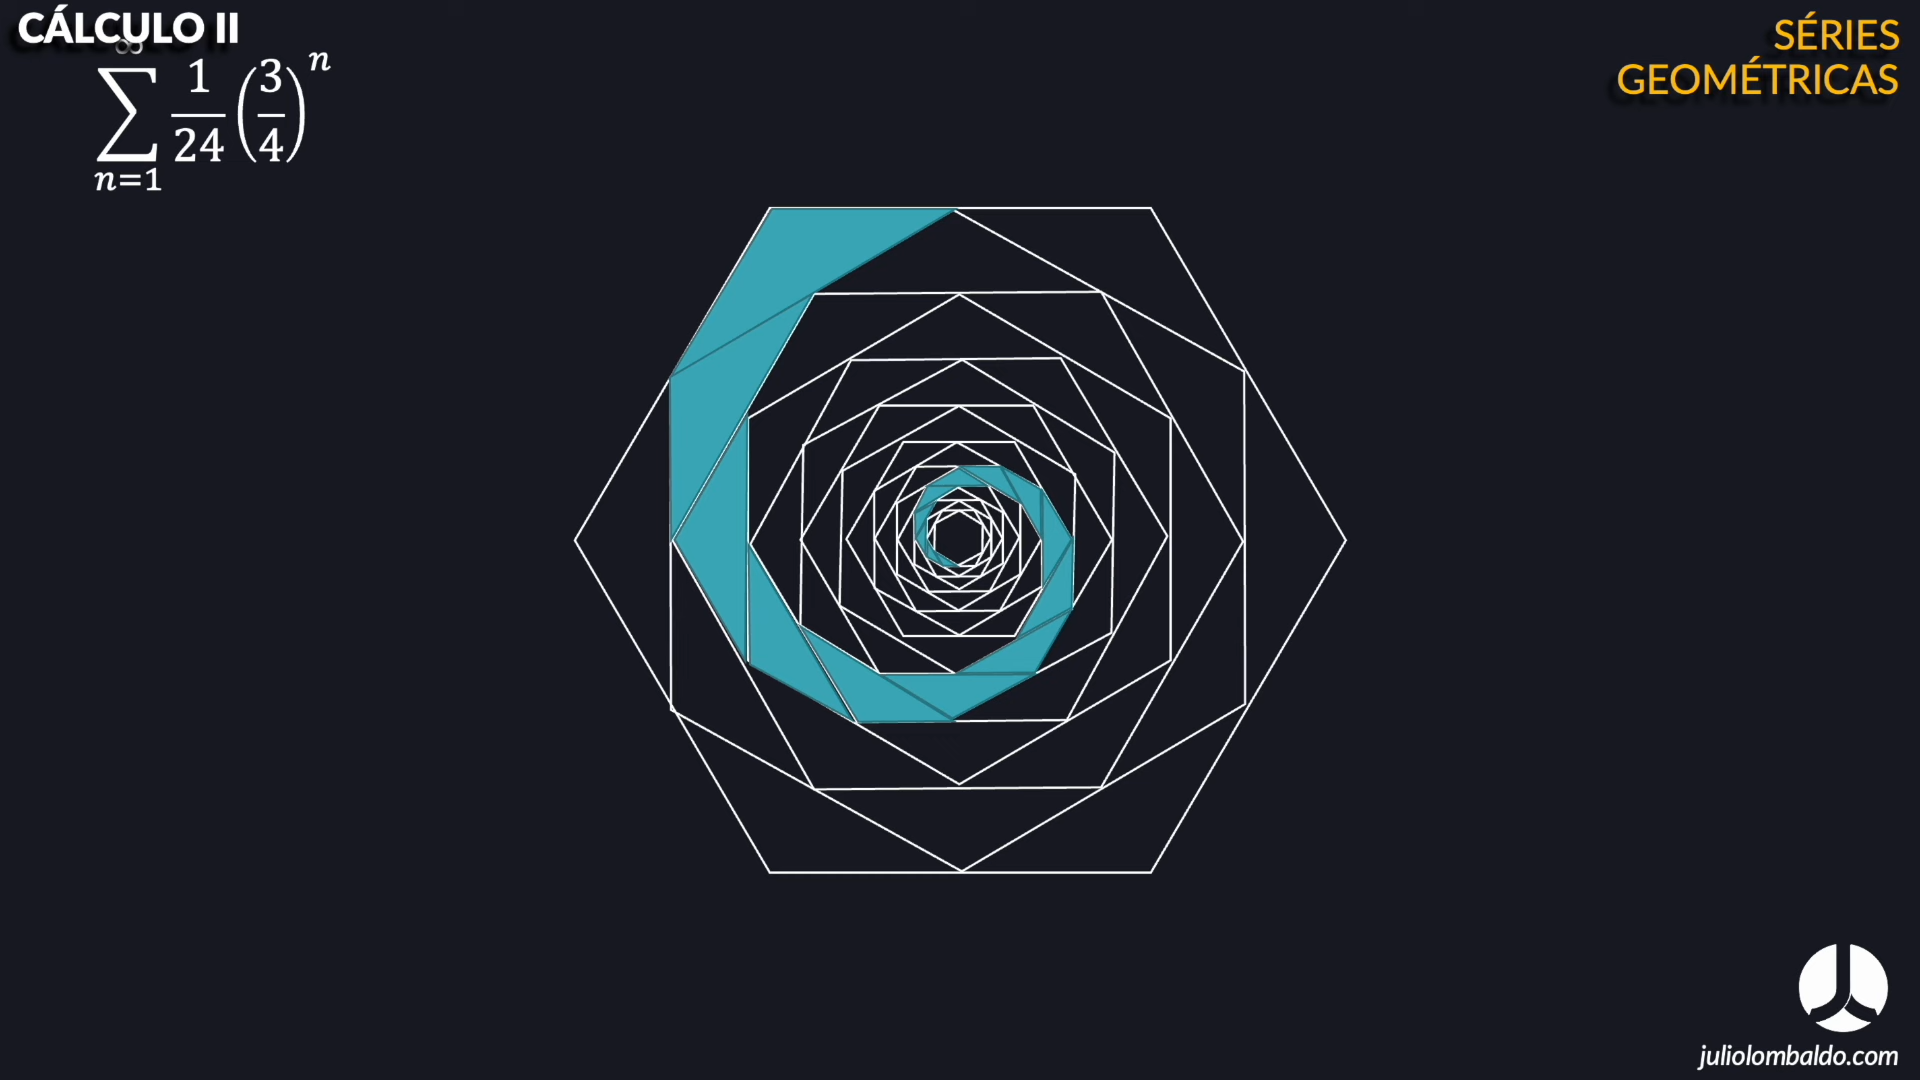 CÁLCULO II
SÉRIES
GEOMÉTRICAS
∞
∑ 1/24 (3/4)^n
n=1
juliolombaldo.com